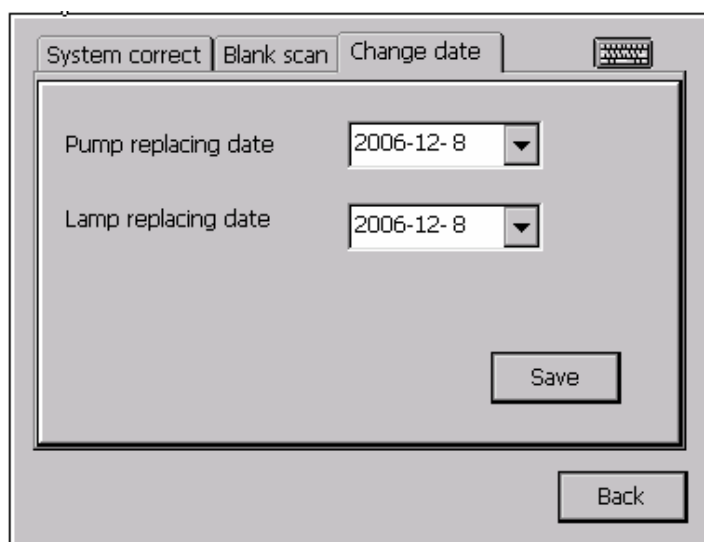 System correct Blank scan Change date
Pump replacing date 2006-12- 8
Lamp replacing date 2006-12- 8
Save
Back